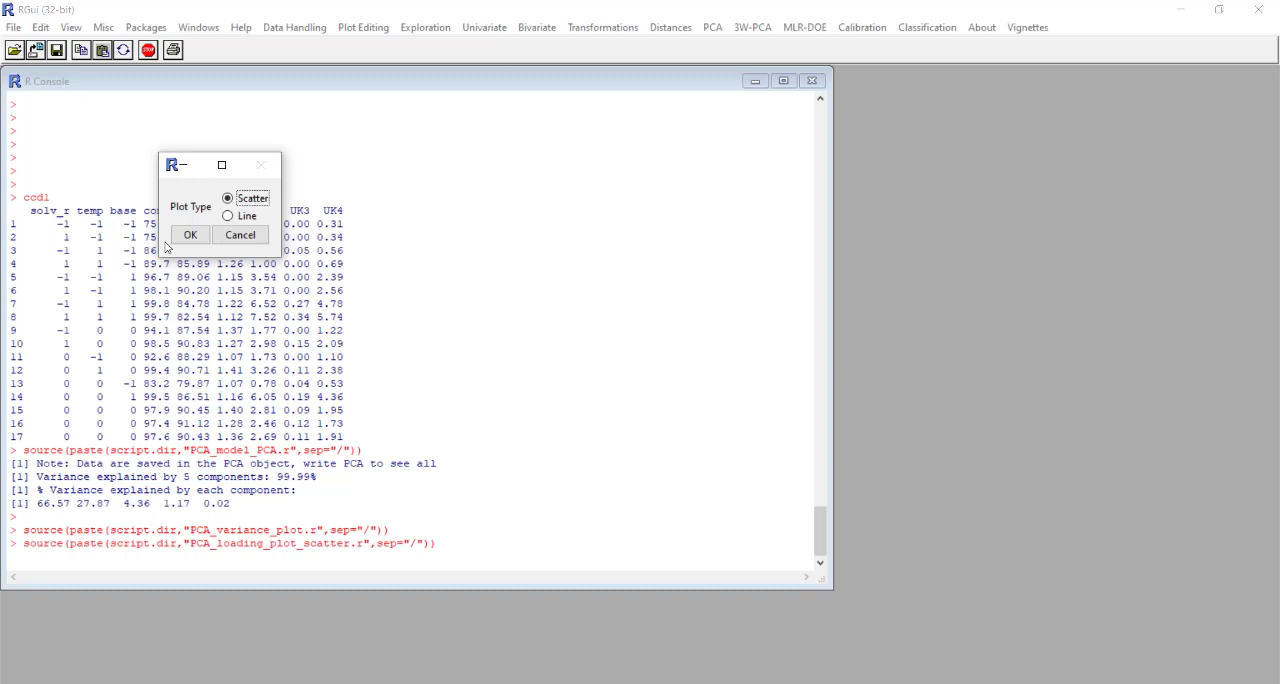 RGui (32-bit)
File Edit View Misc Packages Windows Help Data Handling Plot Editing Exploration Univariate Bivariate Transformations Distances PCA 3W-PCA MLR-DOE Calibration Classification About Vignettes
STOP
R Console
>
>
>
>
>
>
>
> ccd1
solv_r temp base co UK3 UK4
1 -1 -1 -1 75 0.00 0.31
2 1 -1 -1 75 0.00 0.34
3 -1 1 -1 86 0.05 0.56
4 1 1 -1 89.7 85.89 1.26 1.00 0.00 0.69
5 -1 -1 1 96.7 89.06 1.15 3.54 0.00 2.39
6 1 -1 1 98.1 90.20 1.15 3.71 0.00 2.56
7 -1 1 1 99.8 84.78 1.22 6.52 0.27 4.78
8 1 1 1 99.7 82.54 1.12 7.52 0.34 5.74
9 -1 0 0 94.1 87.54 1.37 1.77 0.00 1.22
10 1 0 0 98.5 90.83 1.27 2.98 0.15 2.09
11 0 -1 0 92.6 88.29 1.07 1.73 0.00 1.10
12 0 1 0 99.4 90.71 1.41 3.26 0.11 2.38
13 0 0 -1 83.2 79.87 1.07 0.78 0.04 0.53
14 0 0 1 99.5 86.51 1.16 6.05 0.19 4.36
15 0 0 0 97.9 90.45 1.40 2.81 0.09 1.95
16 0 0 0 97.4 91.12 1.28 2.46 0.12 1.73
17 0 0 0 97.6 90.43 1.36 2.69 0.11 1.91
> source(paste(script.dir,"PCA_model_PCA.r",sep="/"))
[1] Note: Data are saved in the PCA object, write PCA to see all
[1] Variance explained by 5 components: 99.99%
[1] % Variance explained by each component:
[1] 66.57 27.87 4.36 1.17 0.02
>
> source(paste(script.dir,"PCA_variance_plot.r",sep="/"))
> source(paste(script.dir,"PCA_loading_plot_scatter.r",sep="/"))
Plot Type
Scatter
Line
OK Cancel